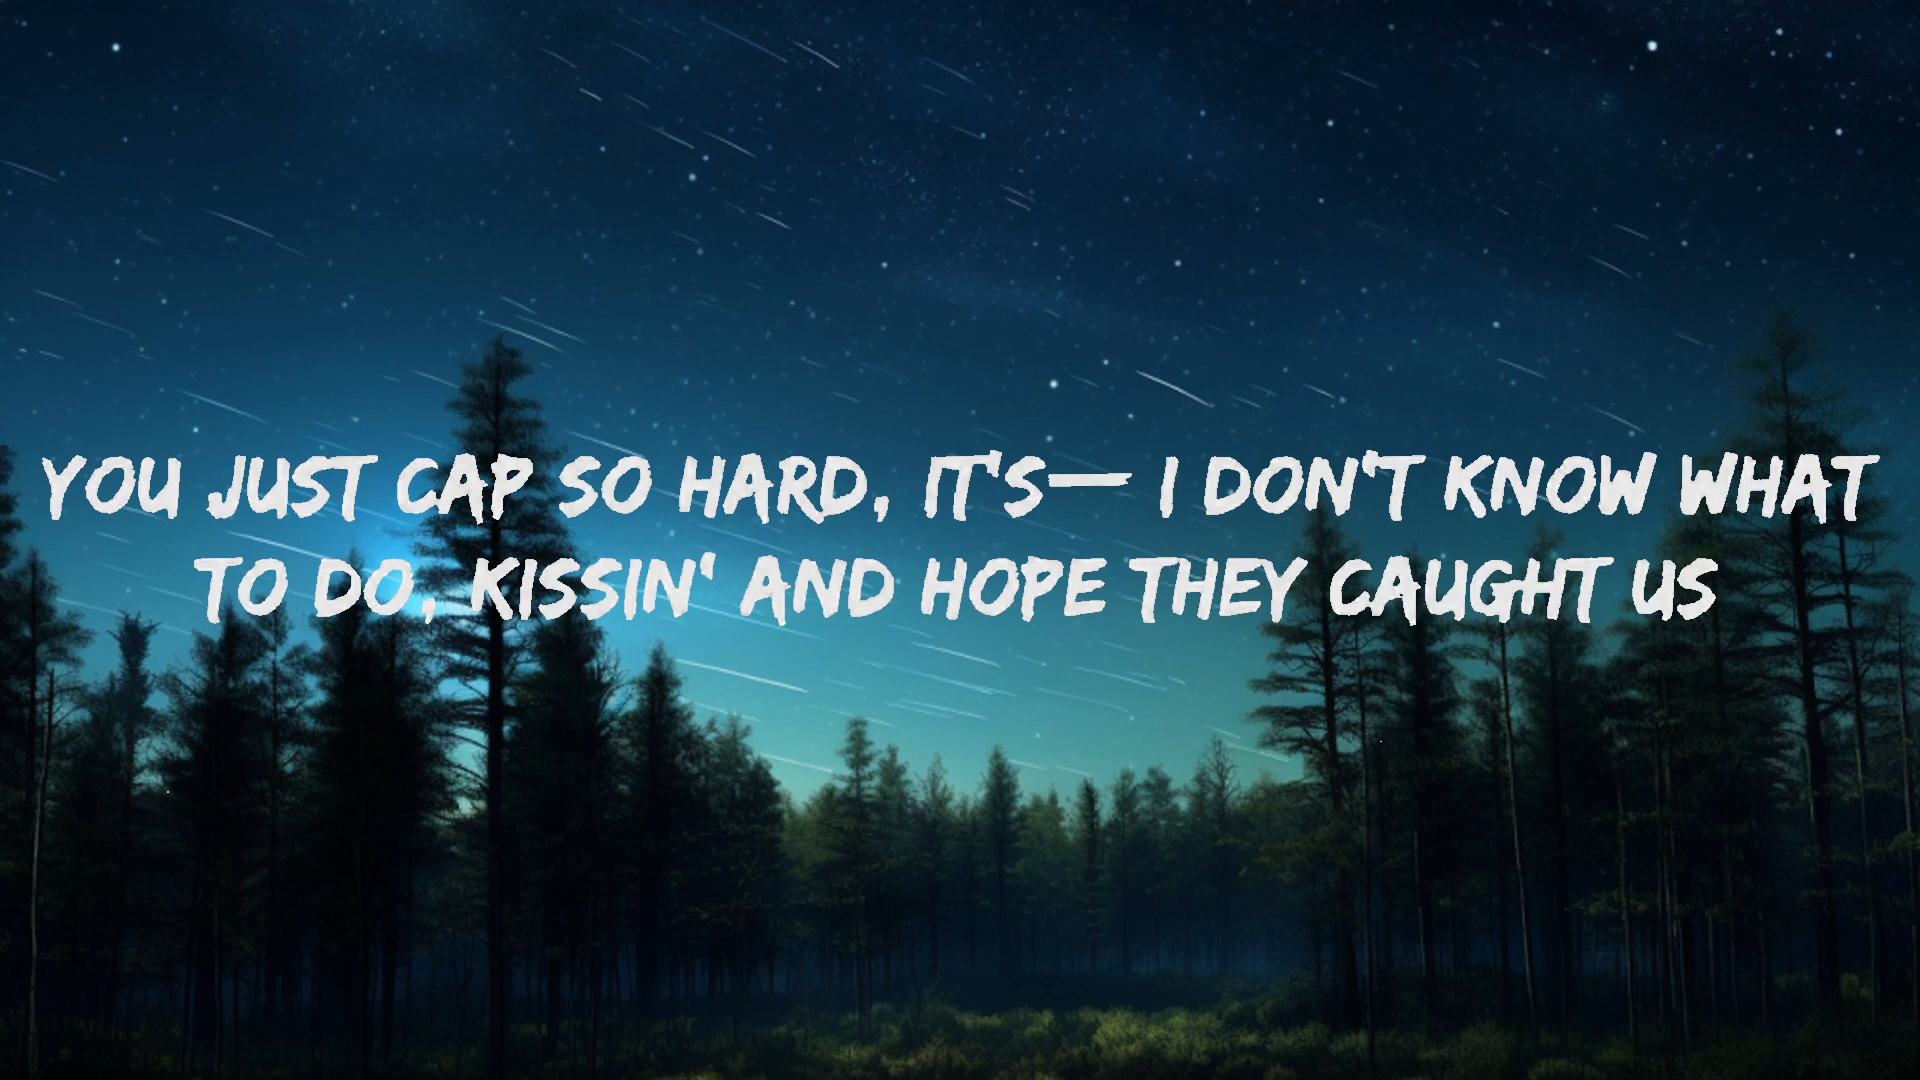 YOU JUST CAP SO HARD, IT'S— I DON'T KNOW WHAT
TO DO, KISSIN' AND HOPE THEY CAUGHT US